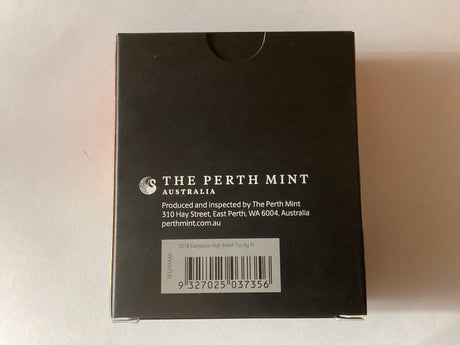 THE PERTH MINT
AUSTRALIA
Produced and inspected by The Perth Mint
310 Hay Street, East Perth, WA 6004, Australia
perthmint.com.au
2018 Kangaroo High Relief 1oz Ag Pr
9 327025 037356